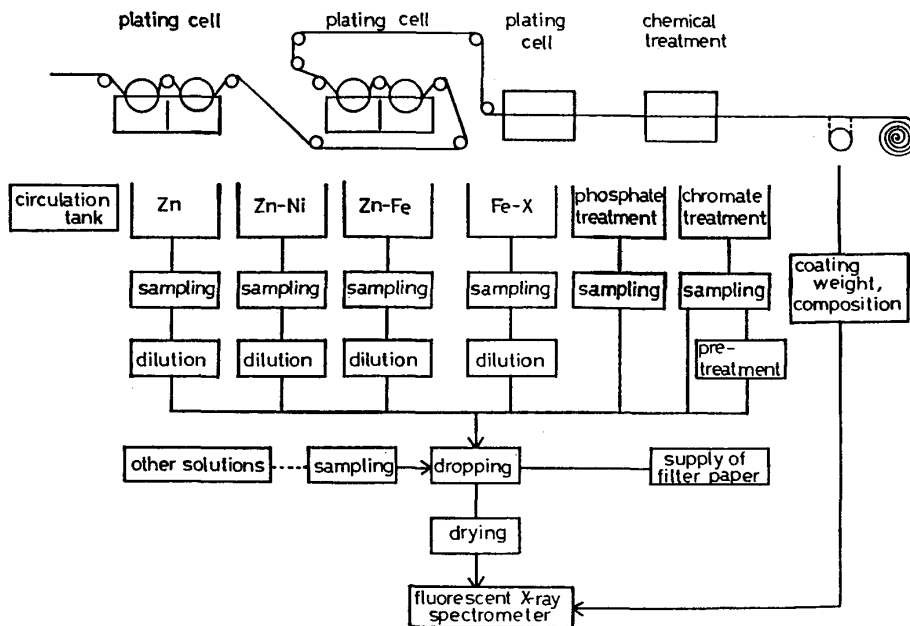 plating cell
plating cell
plating
cell
chemical
treatment
circulation
tank
Zn
Zn-Ni
Zn-Fe
Fe-X
phosphate
treatment
chromate
treatment
sampling
sampling
sampling
sampling
sampling
sampling
coating
weight,
composition
dilution
dilution
dilution
dilution
pre-
treatment
other solutions
sampling
dropping
supply of
filter paper
drying
fluorescent X-ray
spectrometer